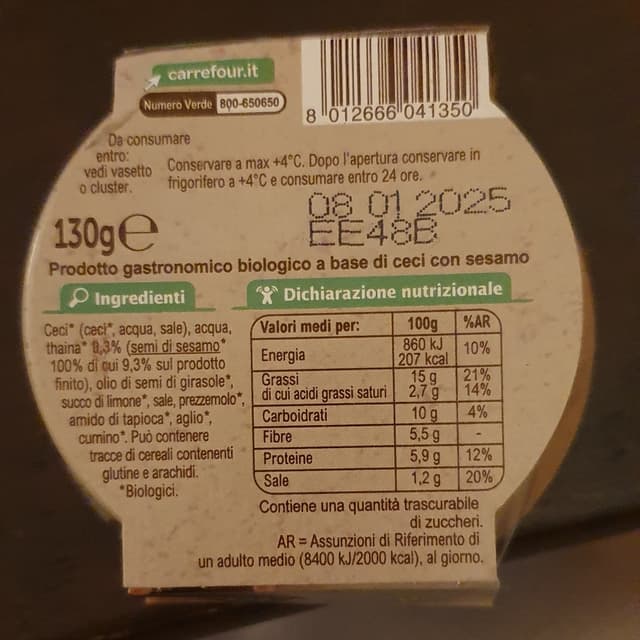 carrefour.it
Numero Verde 800-650650
8 012666 041350
Da consumare
entro:
vedi vasetto
o cluster.
Conservare a max +4°C. Dopo l'apertura conservare in
frigorifero a +4°C e consumare entro 24 ore.
08 01 2025
EE48B
130g e
Prodotto gastronomico biologico a base di ceci con sesamo
Ingredienti
Ceci* (ceci*, acqua, sale), acqua,
thaina* 9,3% (semi di sesamo*
100% di cui 9,3% sul prodotto
finito), olio di semi di girasole*,
succo di limone*, sale, prezzemolo*,
amido di tapioca*, aglio*,
cumino*. Può contenere
tracce di cereali contenenti
glutine e arachidi.
*Biologici.
Dichiarazione nutrizionale
Valori medi per: 100g %AR
Energia 860 kJ 207 kcal 10%
Grassi 15 g 21%
di cui acidi grassi saturi 2,7 g 14%
Carboidrati 10 g 4%
Fibre 5,5 g -
Proteine 5,9 g 12%
Sale 1,2 g 20%
Contiene una quantità trascurabile
di zuccheri.
AR = Assunzioni di Riferimento di
un adulto medio (8400 kJ/2000 kcal), al giorno.